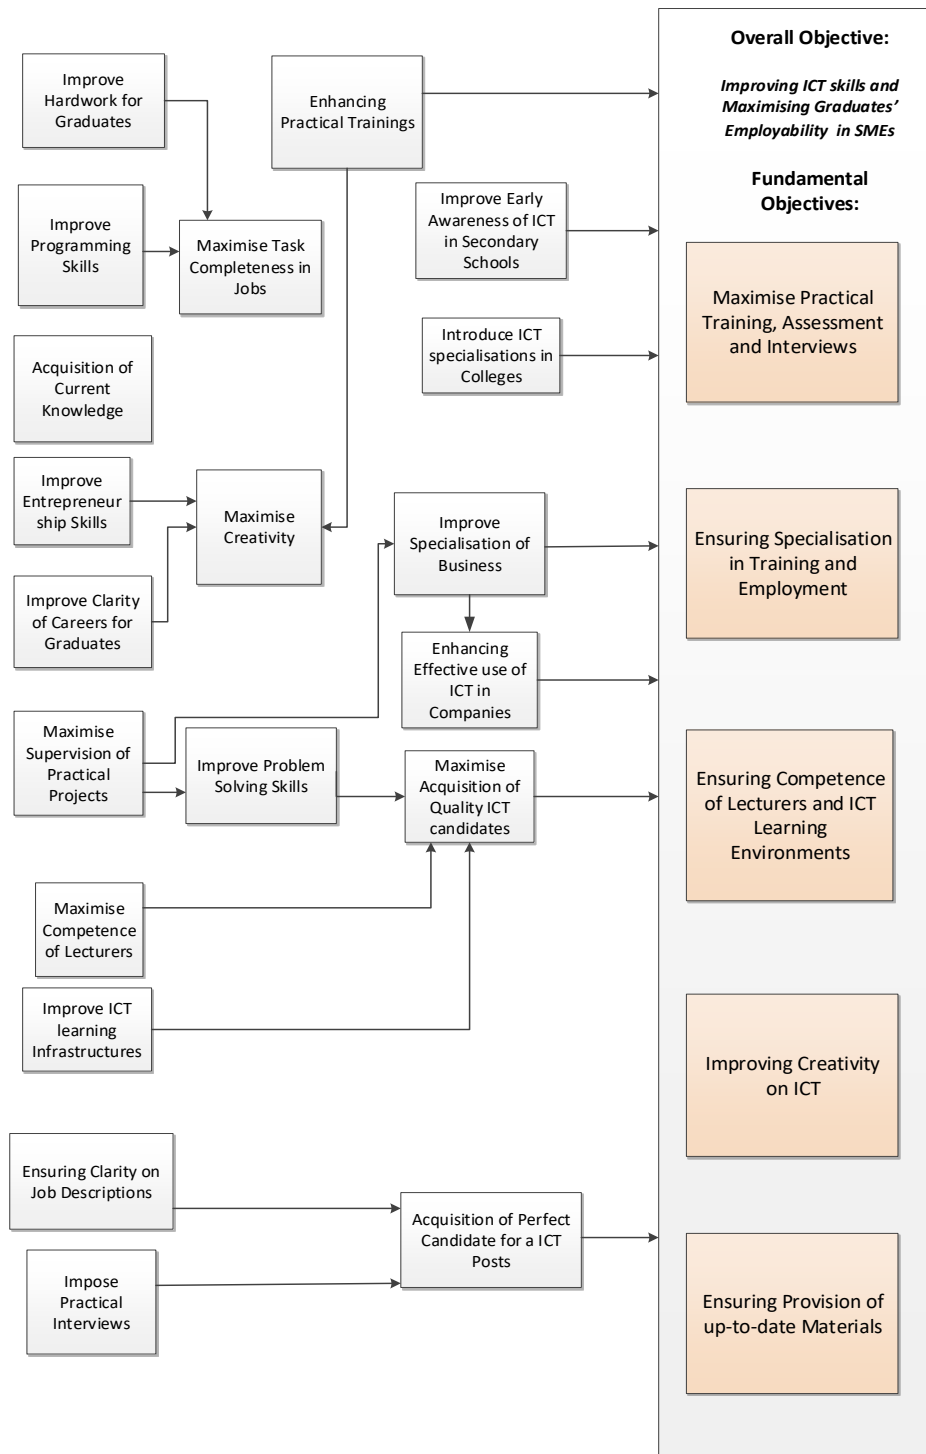 Improve
Hardwork for
Graduates
Enhancing
Practical Trainings
Improve
Programming
Skills
Maximise Task
Completeness in
Jobs
Improve Early
Awareness of ICT
in Secondary
Schools
Introduce ICT
specialisations in
Colleges
Acquisition of
Current
Knowledge
Improve
Entrepreneur
ship Skills
Maximise
Creativity
Improve
Specialisation of
Business
Improve Clarity
of Careers for
Graduates
Enhancing
Effective use of
ICT in
Companies
Maximise
Supervision of
Practical
Projects
Improve Problem
Solving Skills
Maximise
Acquisition of
Quality ICT
candidates
Maximise
Competence
of Lecturers
Improve ICT
learning
Infrastructures
Ensuring Clarity on
Job Descriptions
Acquisition of Perfect
Candidate for a ICT
Posts
Impose
Practical
Interviews
Overall Objective:
Improving ICT skills and
Maximising Graduates’
Employability in SMEs
Fundamental
Objectives:
Maximise Practical
Training, Assessment
and Interviews
Ensuring Specialisation
in Training and
Employment
Ensuring Competence
of Lecturers and ICT
Learning
Environments
Improving Creativity
on ICT
Ensuring Provision of
up-to-date Materials